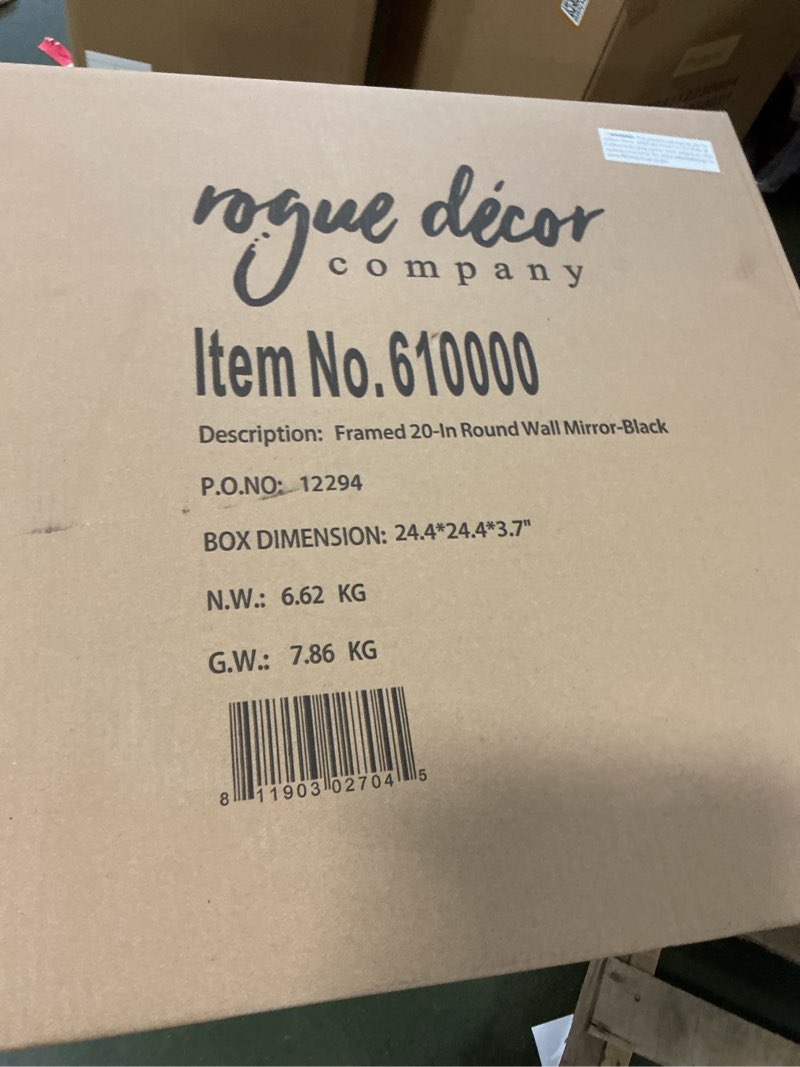 rogue décor
company
Item No. 610000
Description: Framed 20-In Round Wall Mirror-Black
P.O.NO: 12294
BOX DIMENSION: 24.4*24.4*3.7"
N.W.: 6.62 KG
G.W.: 7.86 KG
8 11903 02704 5